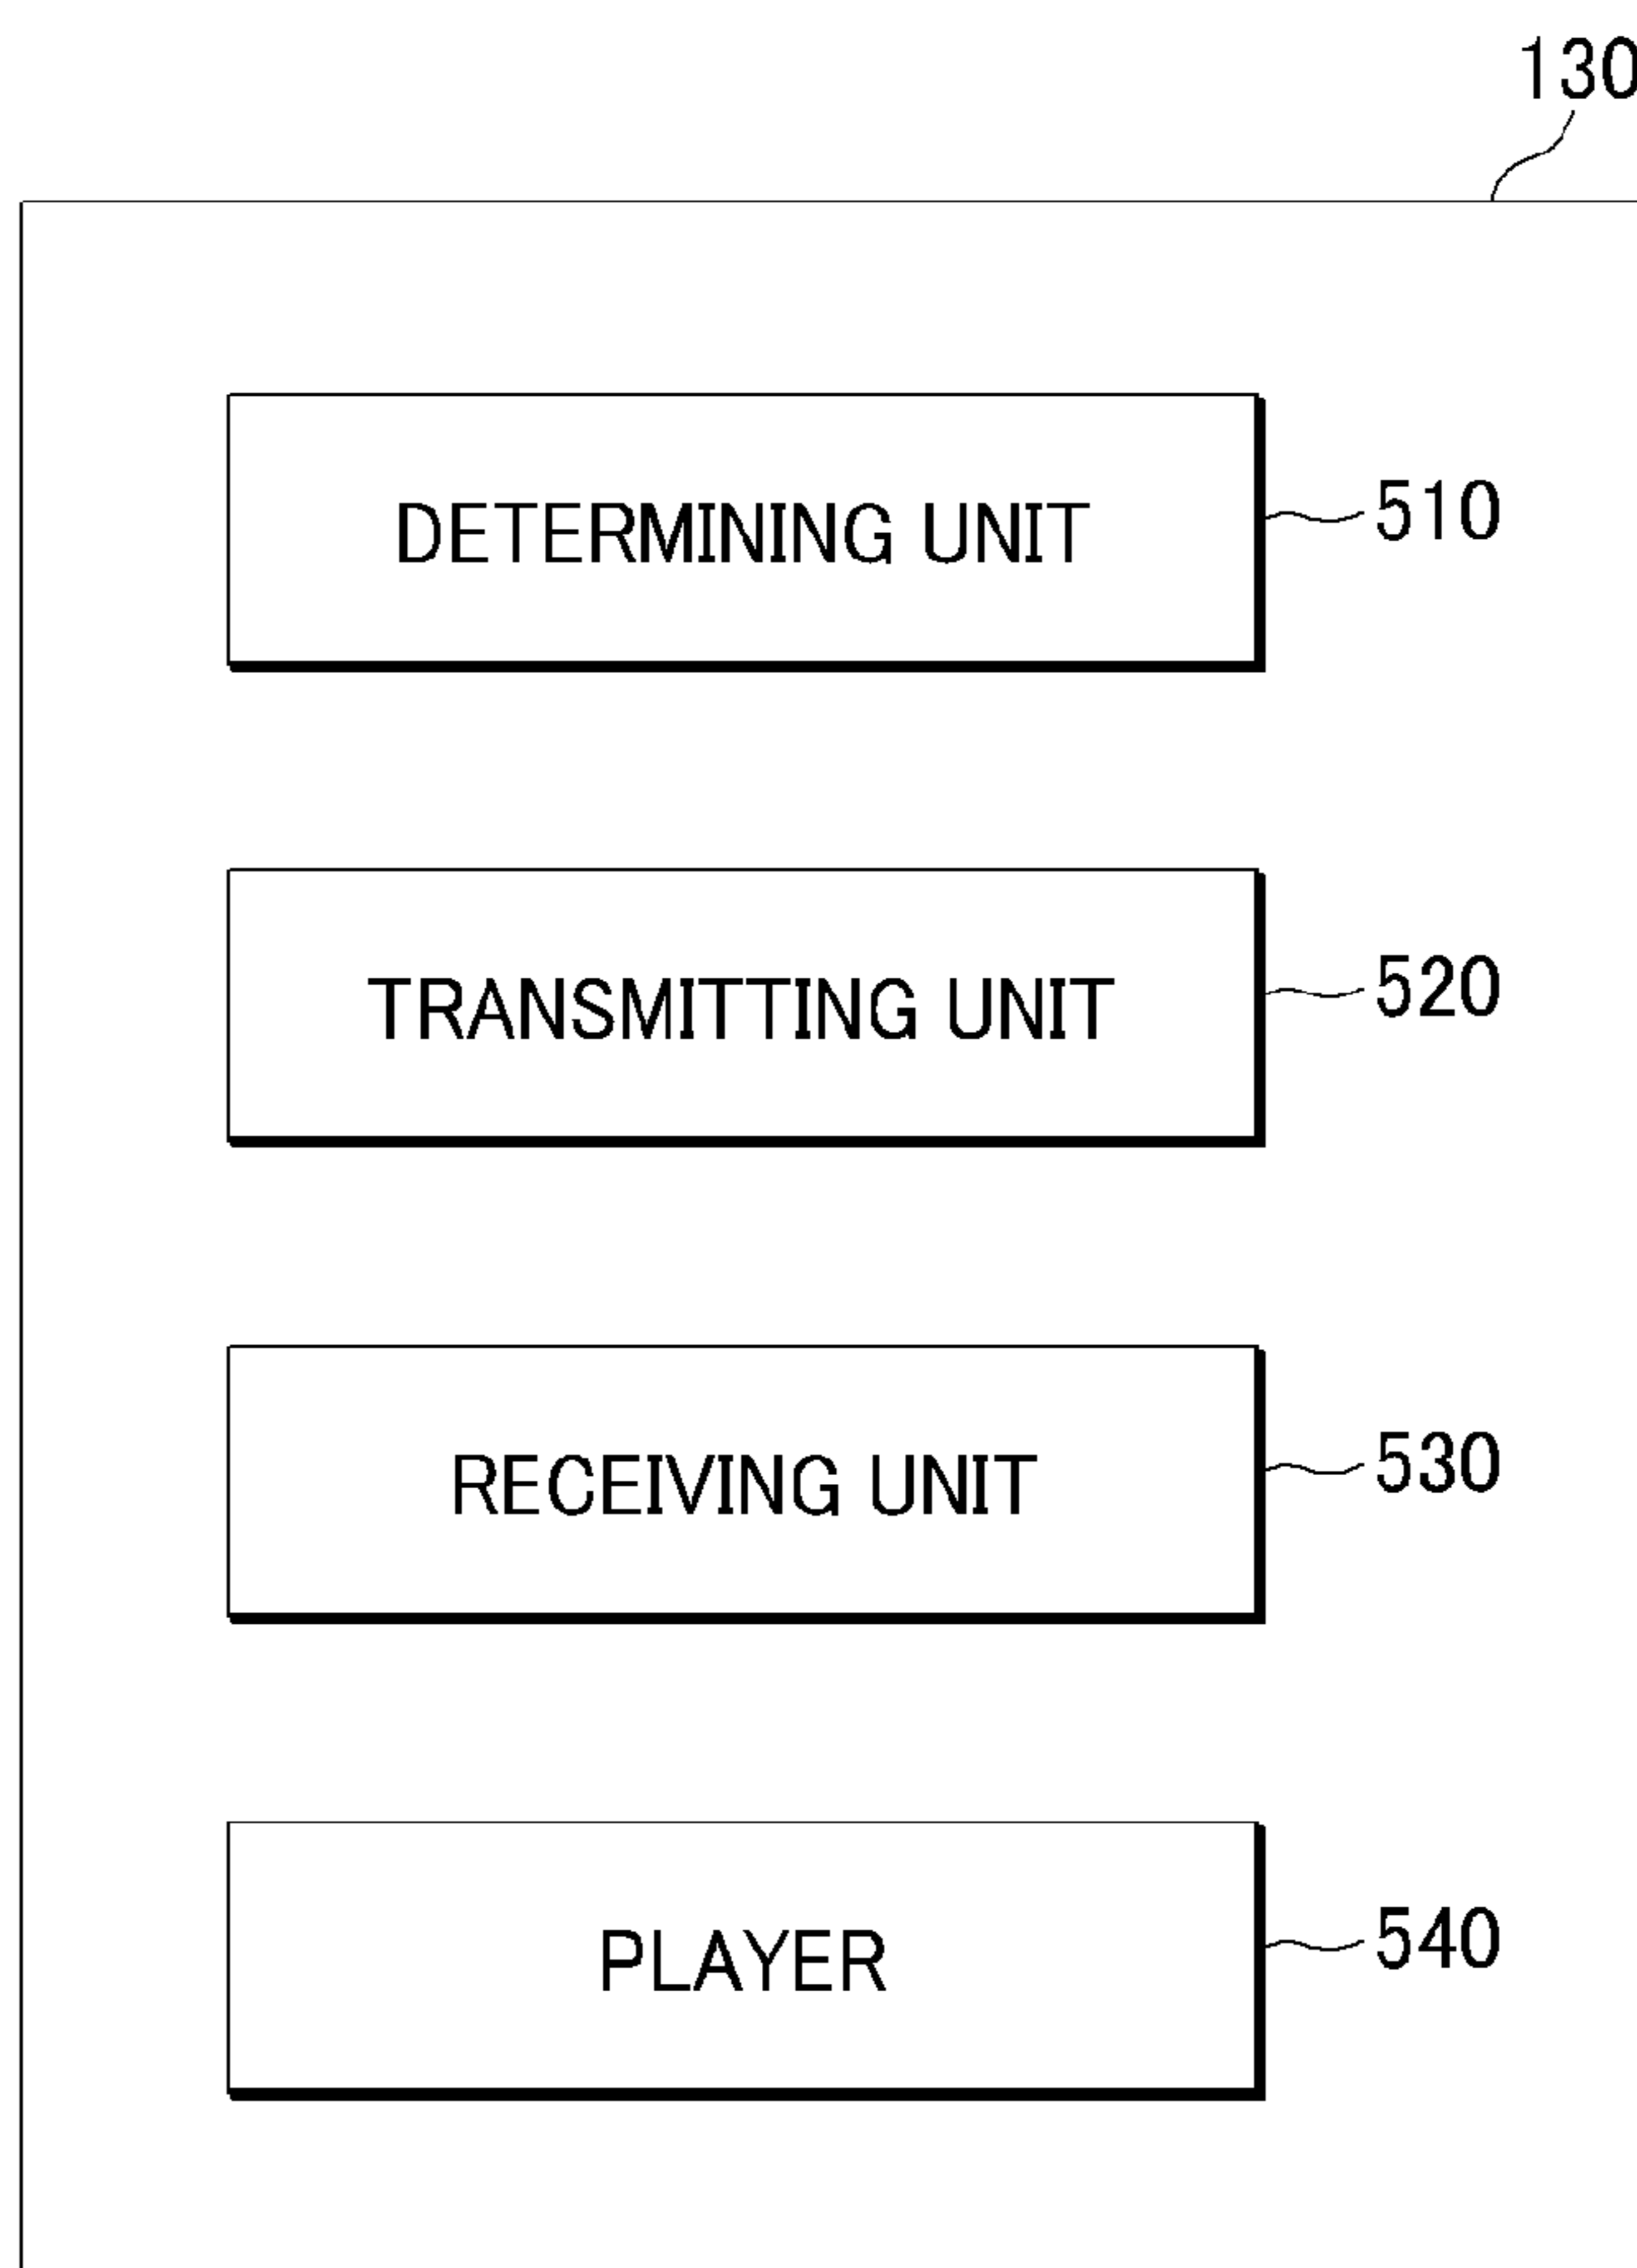 130
DETERMINING UNIT 510
TRANSMITTING UNIT 520
RECEIVING UNIT 530
PLAYER 540